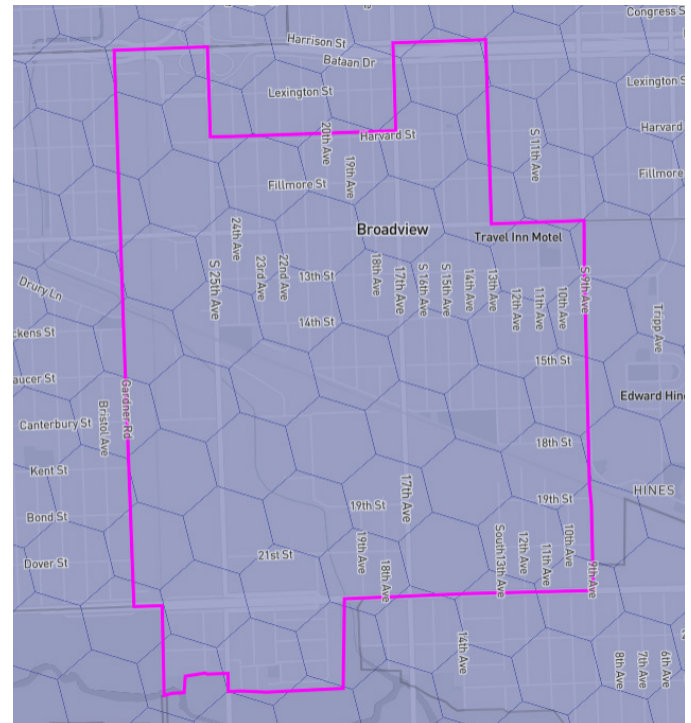 Congress S
Harrison St
Bataan Dr
Lexington St
Lexington S
20th Ave
Harvard St
Harvard
S 11th Ave
19th Ave
Fillmore St
Fillmore
Broadview
Travel Inn Motel
24th Ave
S 25th Ave
23rd Ave
22nd Ave
13th St
18th Ave
17th Ave
S 16th Ave
S 15th Ave
14th Ave
13th Ave
12th Ave
11th Ave
10th Ave
S 9th Ave
Drury Ln
14th St
ckens St
Tripp Ave
15th St
aucer St
Gardner Rd
Edward Hine
Bristol Ave
Canterbury St
18th St
Kent St
17th Ave
19th St
19th St
HINES
Bond St
South13th Ave
12th Ave
11th Ave
10th Ave
19th Ave
18th Ave
21st St
Dover St
9th Ave
14th Ave
8th Ave
7th Ave
6th Ave